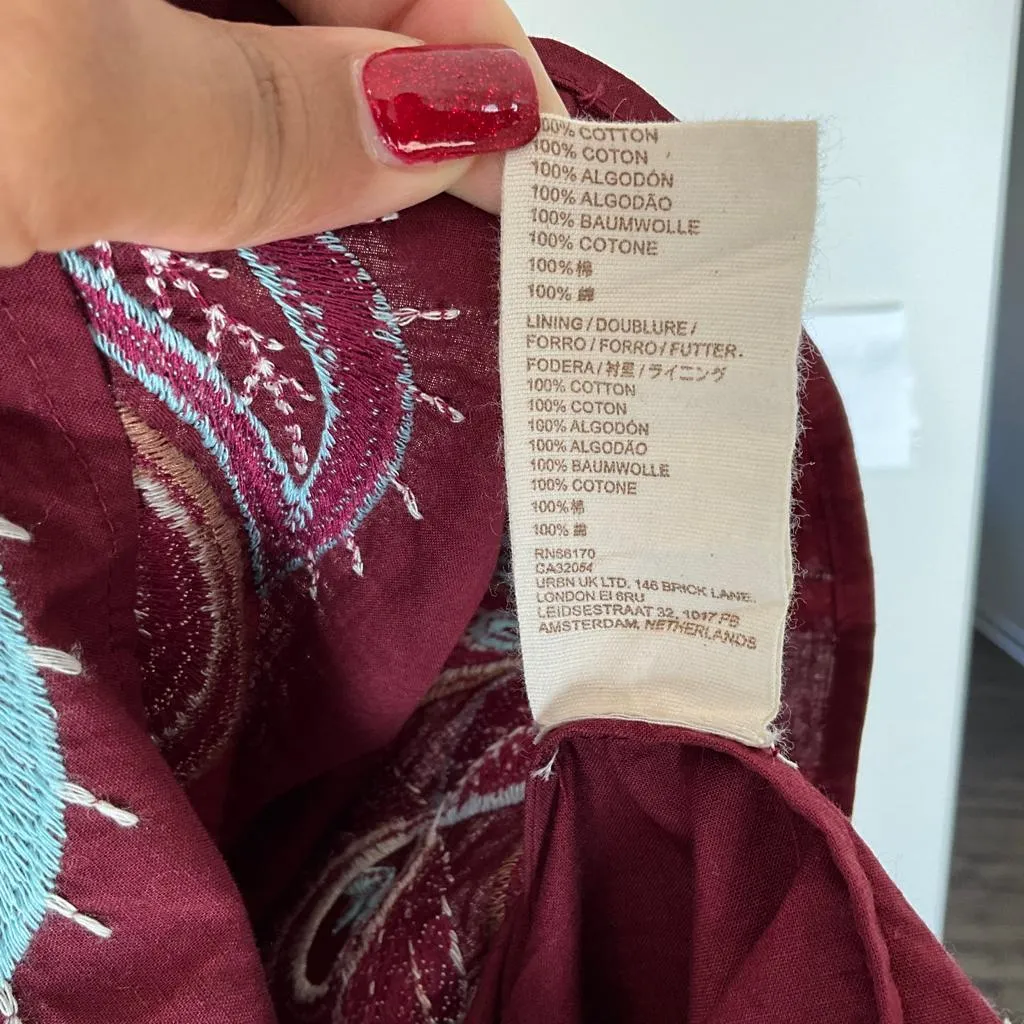 00% COTTON
100% COTON
100% ALGODÓN
100% ALGODÃO
100% BAUMWOLLE
100% COTONE
100% 棉
100% 綿
LINING / DOUBLURE /
FORRO / FORRO / FUTTER.
FODERA / 衬里 / ライニング
100% COTTON
100% COTON
100% ALGODÓN
100% ALGODÃO
100% BAUMWOLLE
100% COTONE
100% 棉
100% 綿
RN66170
CA32054
URBN UK LTD. 146 BRICK LANE.
LONDON EI 6RU
LEIDSESTRAAT 32, 1017 PB
AMSTERDAM. NETHERLANDS